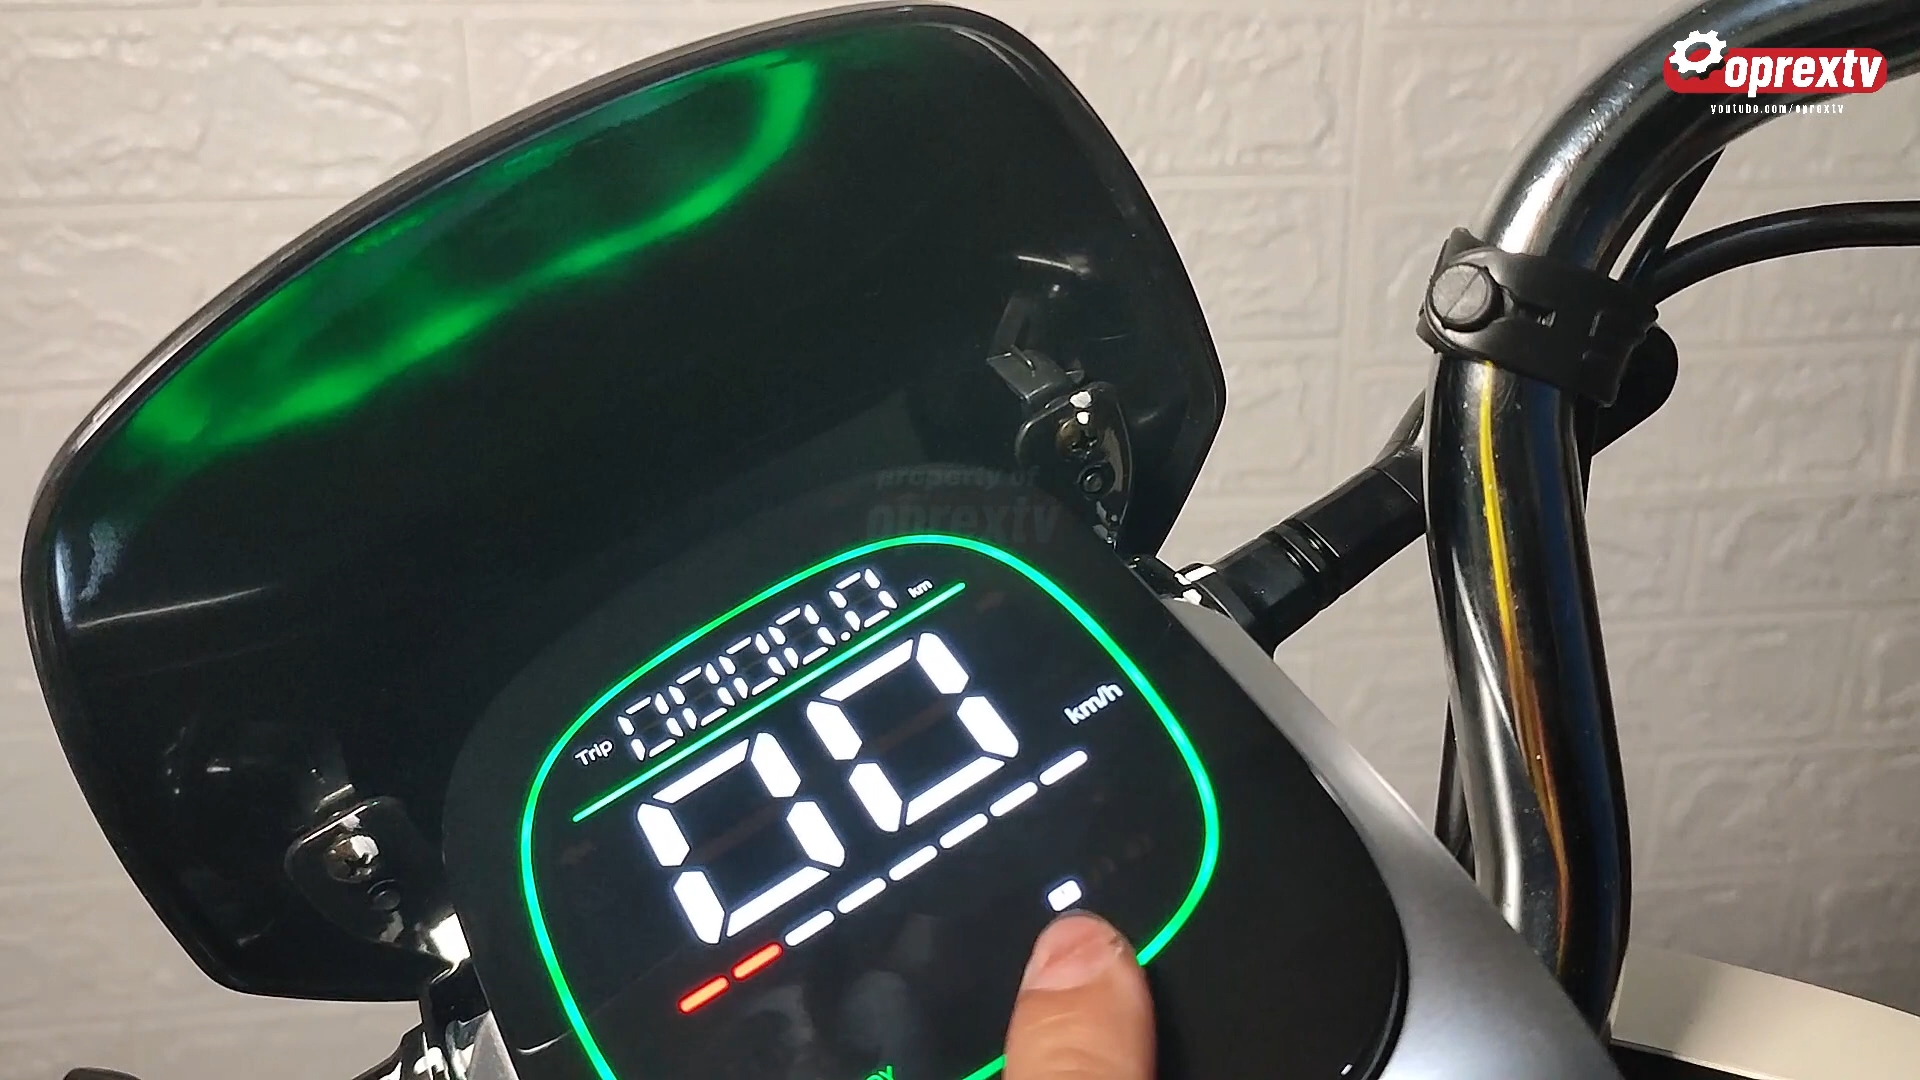 oprextv
youtube.com/oprextv
property of
oprextv
0000.0 km
Trip
00 km/h